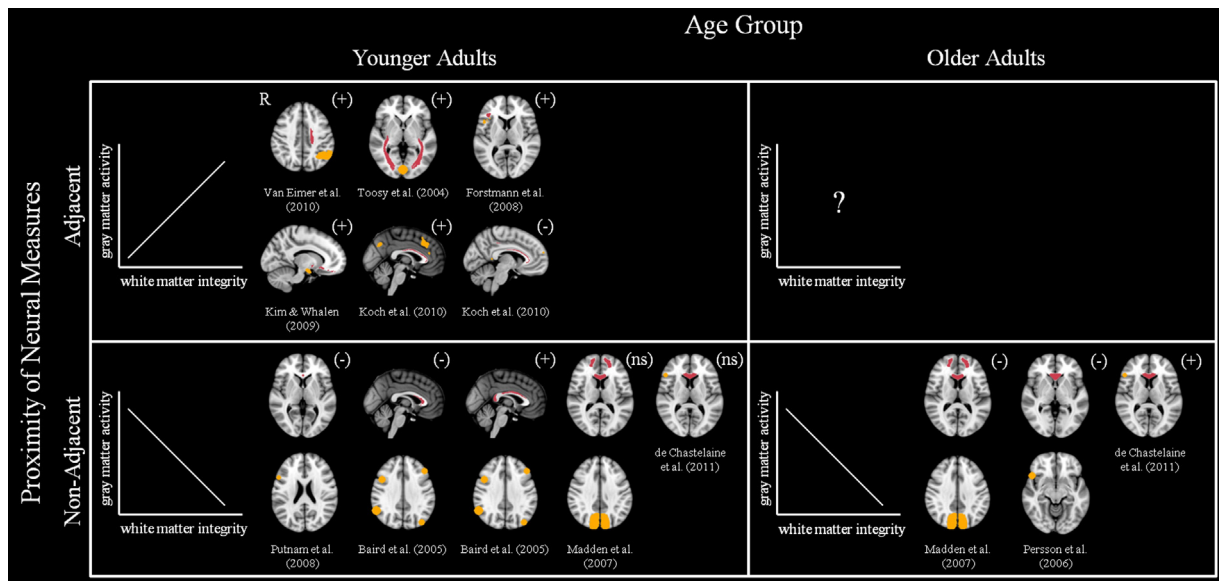 Age Group
Younger Adults
Older Adults
Proximity of Neural Measures
Adjacent
gray matter activity
white matter integrity
R
(+)
(+)
(+)
Van Eimer et al.
(2010)
Toosy et al. (2004)
Forstmann et al.
(2008)
(+)
(+)
(-)
Kim & Whalen
(2009)
Koch et al. (2010)
Koch et al. (2010)
gray matter activity
?
white matter integrity
Non-Adjacent
gray matter activity
white matter integrity
(-)
(-)
(+)
(ns)
(ns)
de Chastelaine
et al. (2011)
Putnam et al.
(2008)
Baird et al. (2005)
Baird et al. (2005)
Madden et al.
(2007)
gray matter activity
white matter integrity
(-)
(-)
(+)
de Chastelaine
et al. (2011)
Madden et al.
(2007)
Persson et al.
(2006)